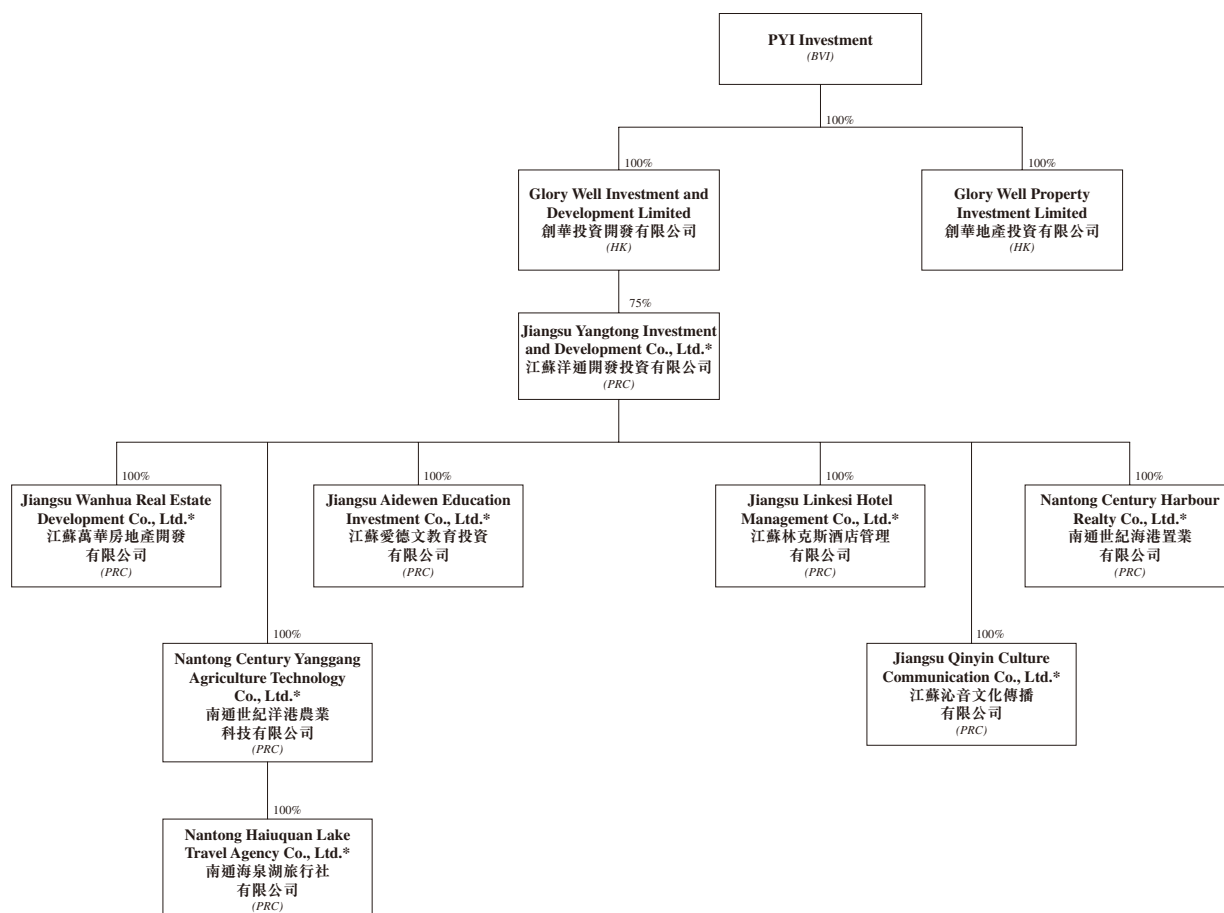 PYI Investment
(BVI)
100%
100%
100%
Glory Well Investment and
Development Limited
創華投資開發有限公司
(HK)
Glory Well Property
Investment Limited
創華地產投資有限公司
(HK)
75%
Jiangsu Yangtong Investment
and Development Co., Ltd.*
江蘇洋通開發投資有限公司
(PRC)
100%
Jiangsu Wanhua Real Estate
Development Co., Ltd.*
江蘇萬華房地產開發
有限公司
(PRC)
100%
Jiangsu Aidewen Education
Investment Co., Ltd.*
江蘇愛德文教育投資
有限公司
(PRC)
100%
Jiangsu Linkesi Hotel
Management Co., Ltd.*
江蘇林克斯酒店管理
有限公司
(PRC)
100%
Nantong Century Harbour
Realty Co., Ltd.*
南通世紀海港置業
有限公司
(PRC)
100%
Nantong Century Yanggang
Agriculture Technology
Co., Ltd.*
南通世紀洋港農業
科技有限公司
(PRC)
100%
Jiangsu Qinyin Culture
Communication Co., Ltd.*
江蘇沁音文化傳播
有限公司
(PRC)
100%
Nantong Haiuquan Lake
Travel Agency Co., Ltd.*
南通海泉湖旅行社
有限公司
(PRC)